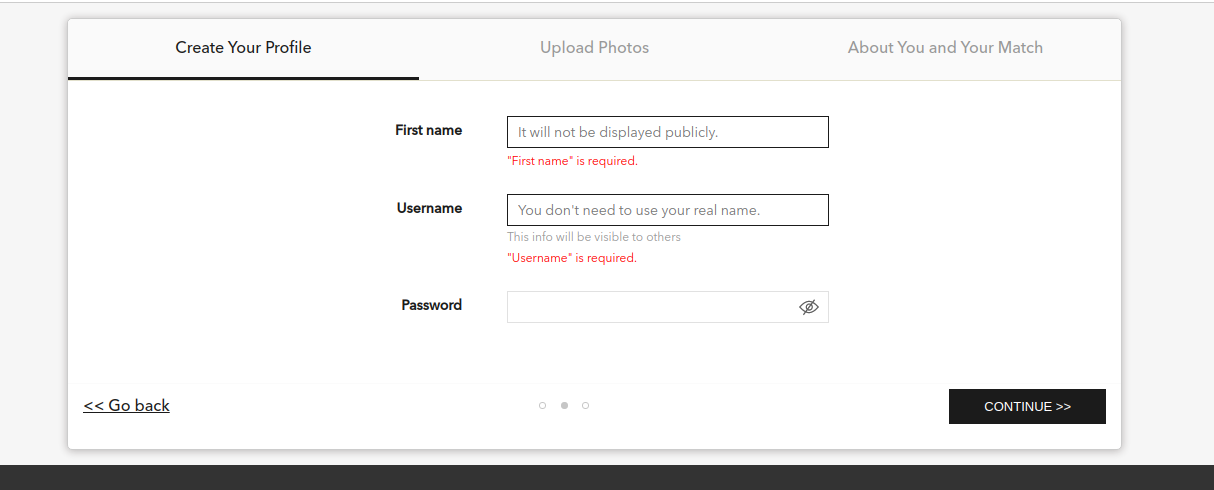 Create Your Profile
Upload Photos
About You and Your Match
First name
It will not be displayed publicly.
"First name" is required.
Username
You don't need to use your real name.
This info will be visible to others
"Username" is required.
Password
<< Go back
CONTINUE >>